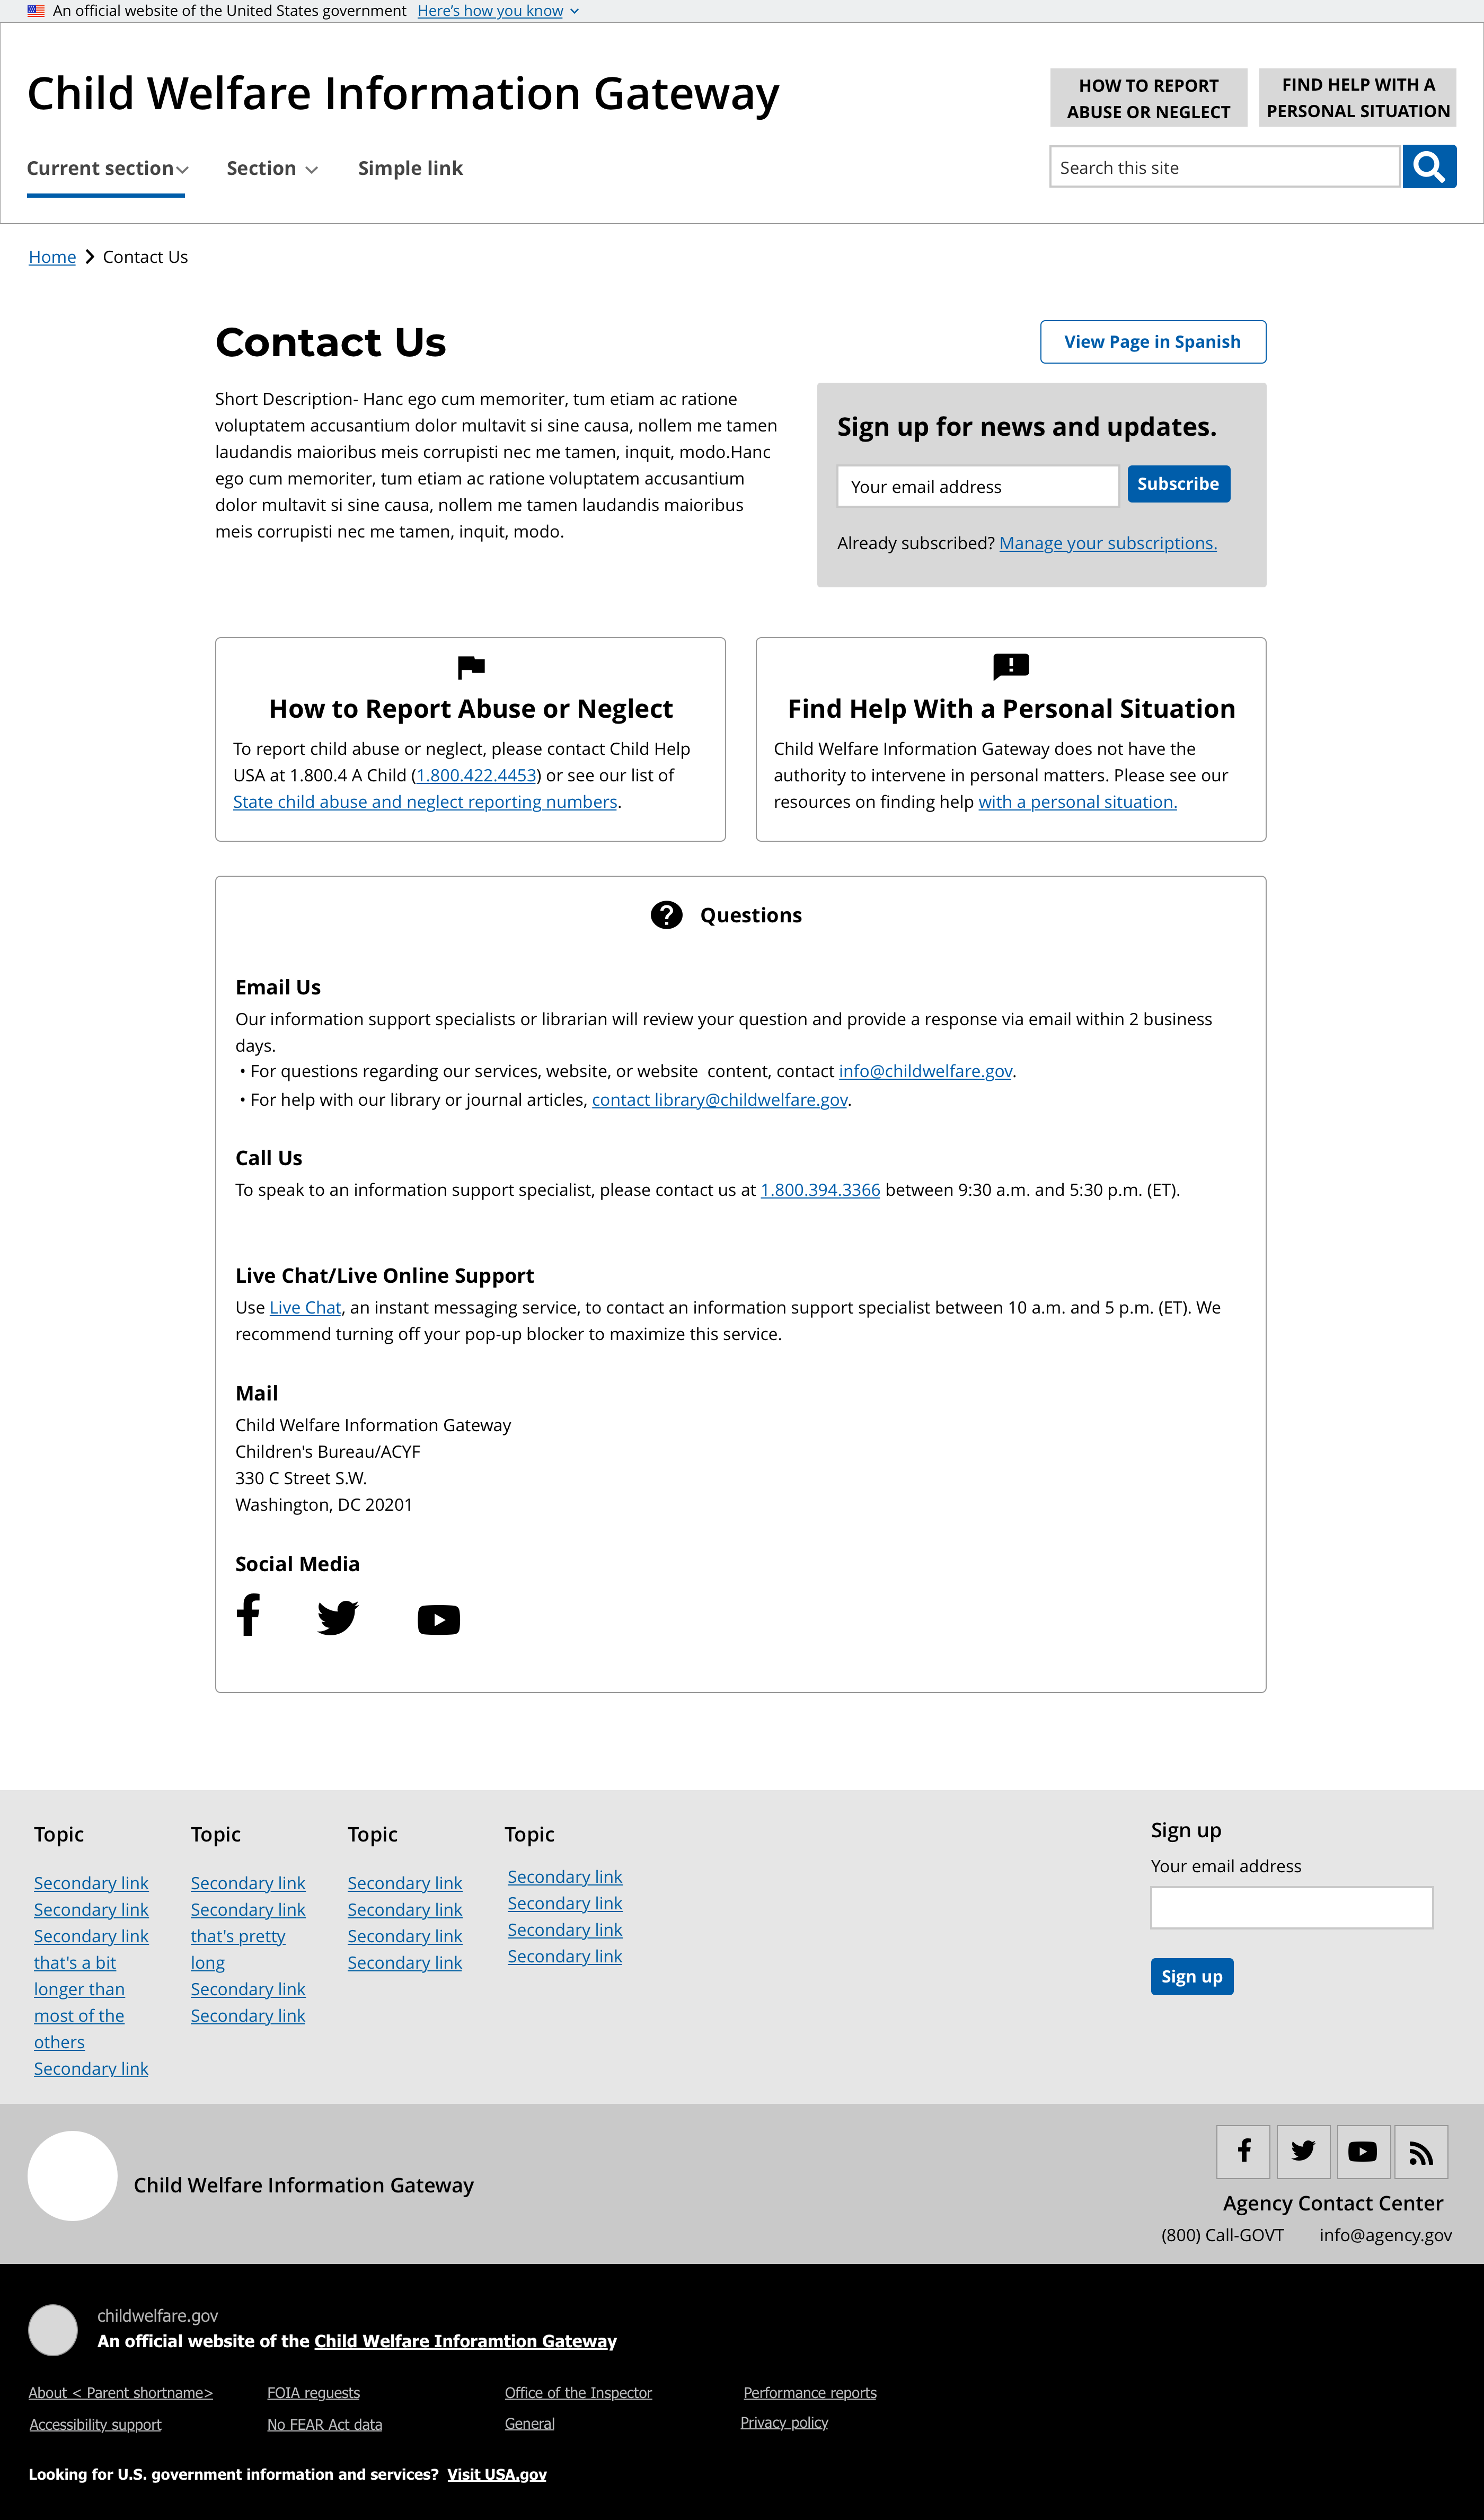 An official website of the United States government Here's how you know
Child Welfare Information Gateway
HOW TO REPORT
ABUSE OR NEGLECT
FIND HELP WITH A
PERSONAL SITUATION
Current section
Section
Simple link
Search this site
Home
Contact Us
Contact Us
View Page in Spanish
Short Description- Hanc ego cum memoriter, tum etiam ac ratione
voluptatem accusantium dolor multavit si sine causa, nollem me tamen
laudandis maioribus meis corrupisti nec me tamen, inquit, modo.Hanc
ego cum memoriter, tum etiam ac ratione voluptatem accusantium
dolor multavit si sine causa, nollem me tamen laudandis maioribus
meis corrupisti nec me tamen, inquit, modo.
Sign up for news and updates.
Your email address
Subscribe
Already subscribed? Manage your subscriptions.
How to Report Abuse or Neglect
To report child abuse or neglect, please contact Child Help
USA at 1.800.4 A Child (1.800.422.4453) or see our list of
State child abuse and neglect reporting numbers.
Find Help With a Personal Situation
Child Welfare Information Gateway does not have the
authority to intervene in personal matters. Please see our
resources on finding help with a personal situation.
Questions
Email Us
Our information support specialists or librarian will review your question and provide a response via email within 2 business
days.
• For questions regarding our services, website, or website content, contact info@childwelfare.gov.
• For help with our library or journal articles, contact library@childwelfare.gov.
Call Us
To speak to an information support specialist, please contact us at 1.800.394.3366 between 9:30 a.m. and 5:30 p.m. (ET).
Live Chat/Live Online Support
Use Live Chat, an instant messaging service, to contact an information support specialist between 10 a.m. and 5 p.m. (ET). We
recommend turning off your pop-up blocker to maximize this service.
Mail
Child Welfare Information Gateway
Children's Bureau/ACYF
330 C Street S.W.
Washington, DC 20201
Social Media
Topic
Secondary link
Secondary link
Secondary link
that's a bit
longer than
most of the
others
Secondary link
Topic
Secondary link
Secondary link
that's pretty
long
Secondary link
Secondary link
Topic
Secondary link
Secondary link
Secondary link
Secondary link
Topic
Secondary link
Secondary link
Secondary link
Secondary link
Sign up
Your email address
Sign up
Child Welfare Information Gateway
Agency Contact Center
(800) Call-GOVT
info@agency.gov
childwelfare.gov
An official website of the Child Welfare Inforamtion Gateway
About < Parent shortname>
FOIA reguests
Office of the Inspector
Performance reports
Accessibility support
No FEAR Act data
General
Privacy policy
Looking for U.S. government information and services? Visit USA.gov